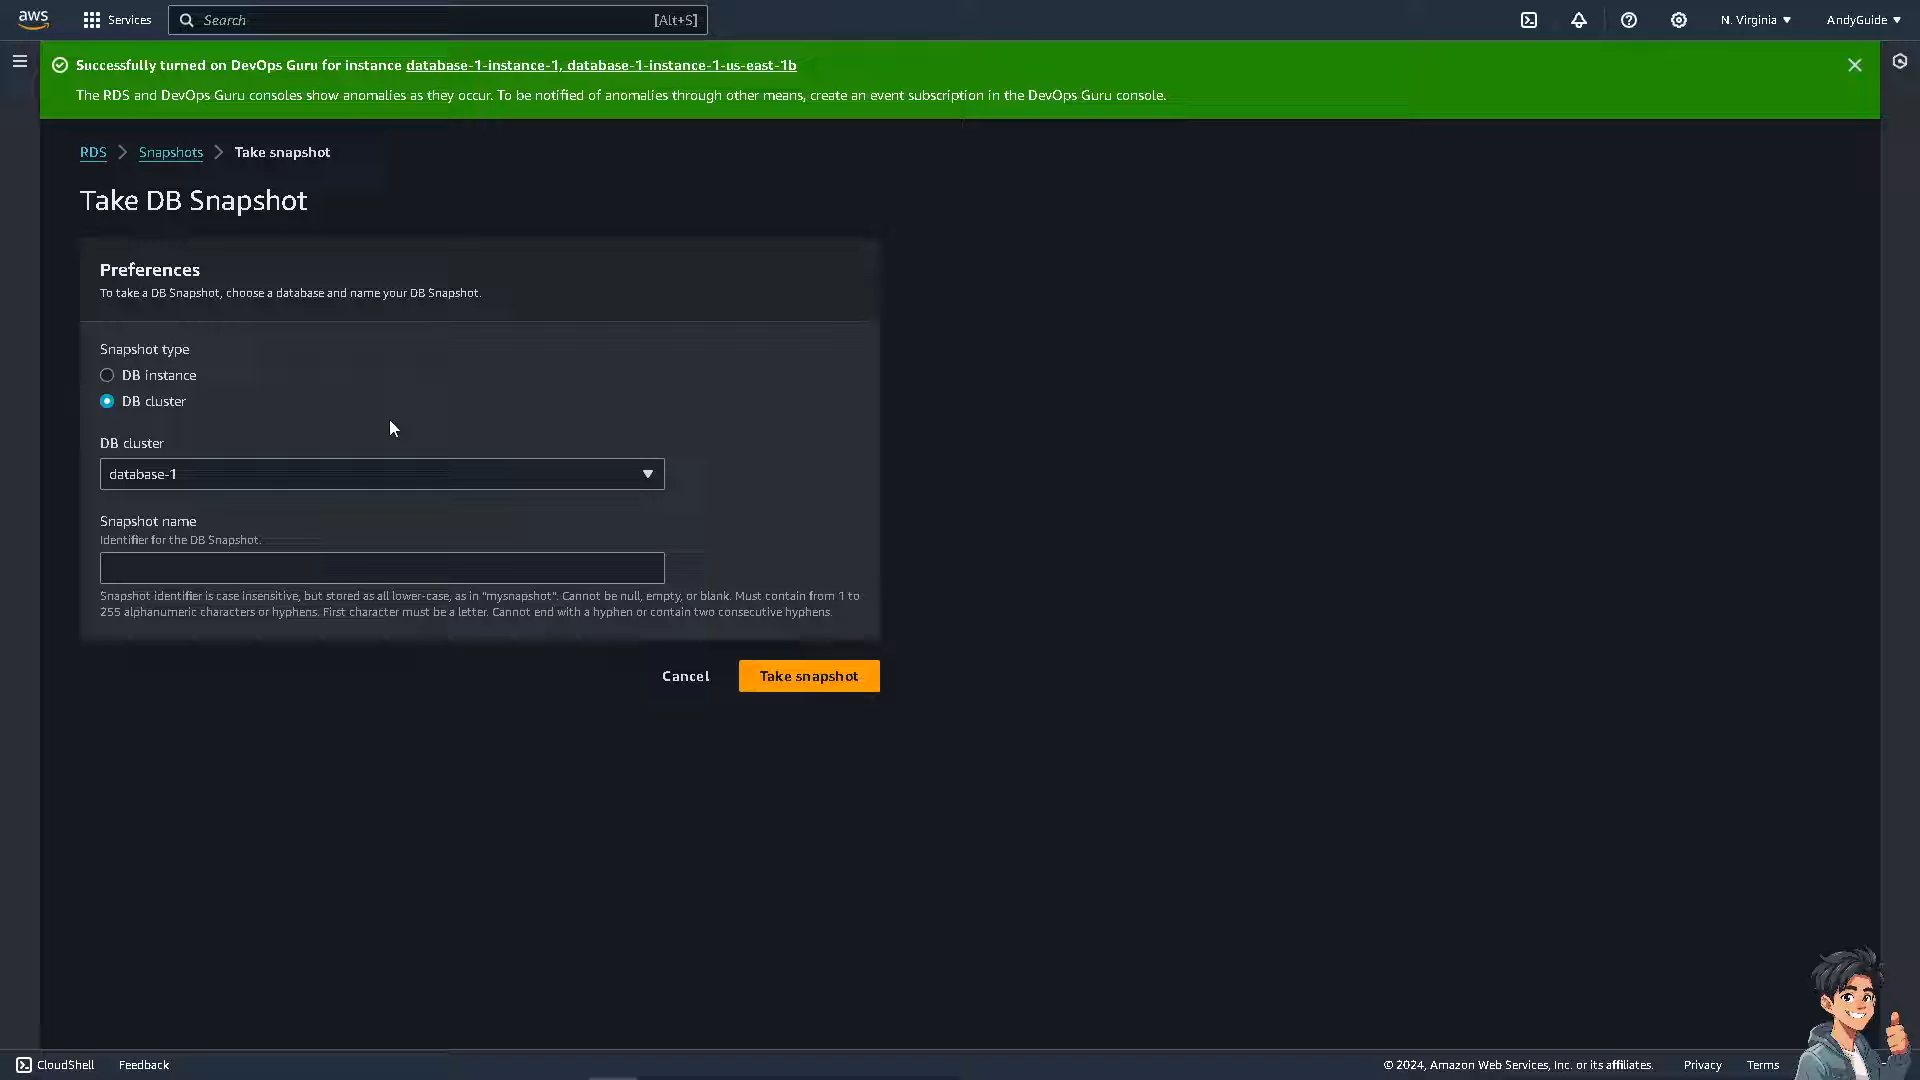 aws
Services
Search
[Alt+S]
N. Virginia
AndyGuide
Successfully turned on DevOps Guru for instance database-1-instance-1, database-1-instance-1-us-east-1b
The RDS and DevOps Guru consoles show anomalies as they occur. To be notified of anomalies through other means, create an event subscription in the DevOps Guru console.
RDS
Snapshots
Take snapshot
Take DB Snapshot
Preferences
To take a DB Snapshot, choose a database and name your DB Snapshot.
Snapshot type
DB instance
DB cluster
DB cluster
database-1
Snapshot name
Identifier for the DB Snapshot.
Snapshot identifier is case insensitive, but stored as all lower-case, as in "mysnapshot". Cannot be null, empty, or blank. Must contain from 1 to
255 alphanumeric characters or hyphens. First character must be a letter. Cannot end with a hyphen or contain two consecutive hyphens.
Cancel
Take snapshot
CloudShell
Feedback
© 2024, Amazon Web Services, Inc. or its affiliates.
Privacy
Terms